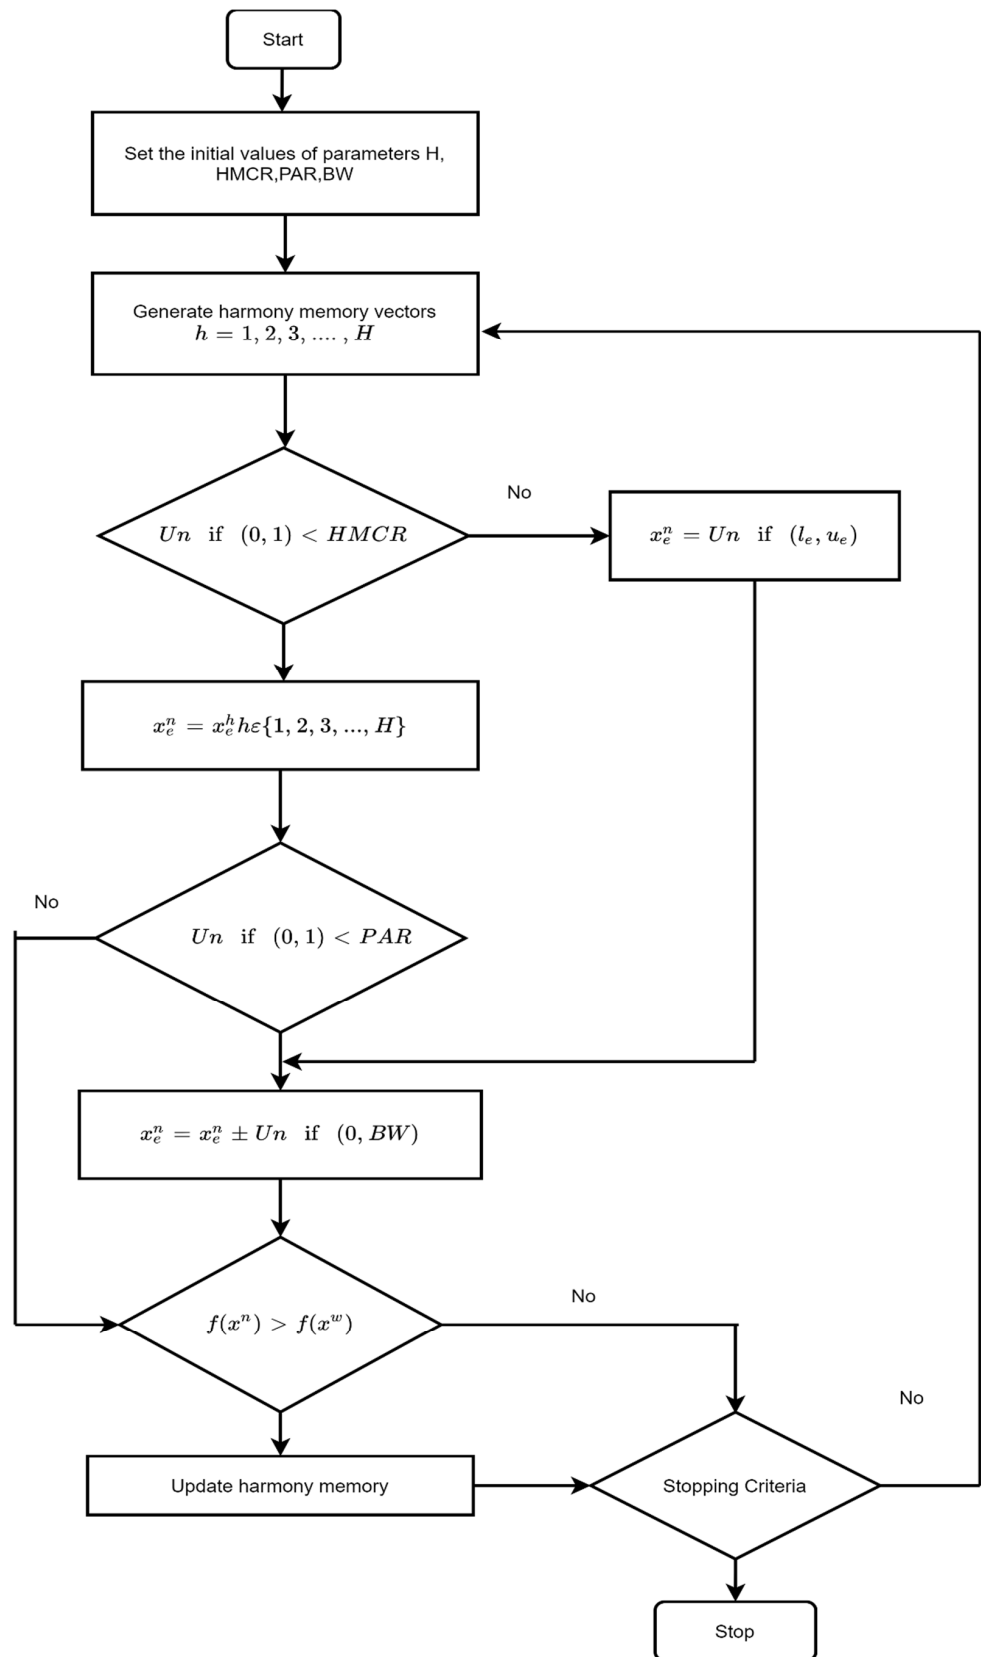 Start
Set the initial values of parameters H,
HMCR,PAR,BW
Generate harmony memory vectors
h = 1, 2, 3, .... , H
Un if (0, 1) < HMCR
No
x_e^n = Un if (l_e, u_e)
x_e^n = x_e^h hε{1, 2, 3, ..., H}
No
Un if (0, 1) < PAR
x_e^n = x_e^n ± Un if (0, BW)
f(x^n) > f(x^w)
No
No
Update harmony memory
Stopping Criteria
Stop